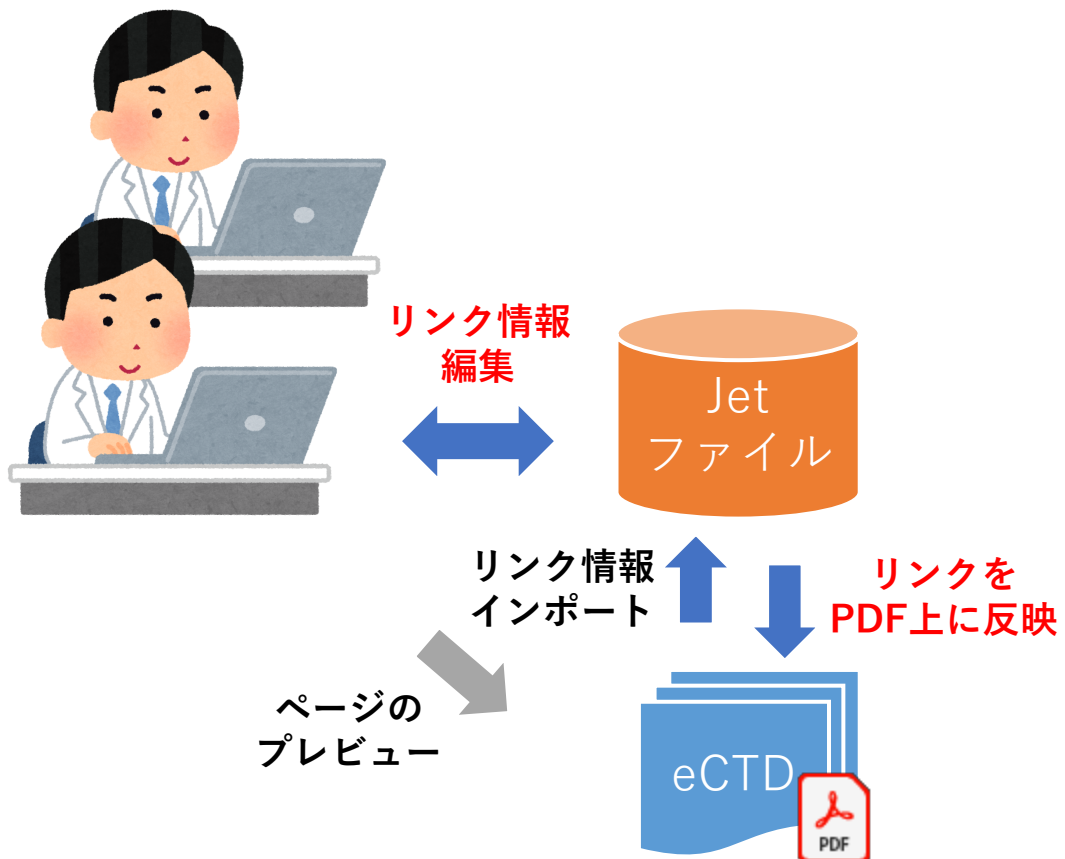 リンク情報
編集
Jet
ファイル
リンク情報
インポート
リンクを
PDF上に反映
ページの
プレビュー
eCTD
PDF